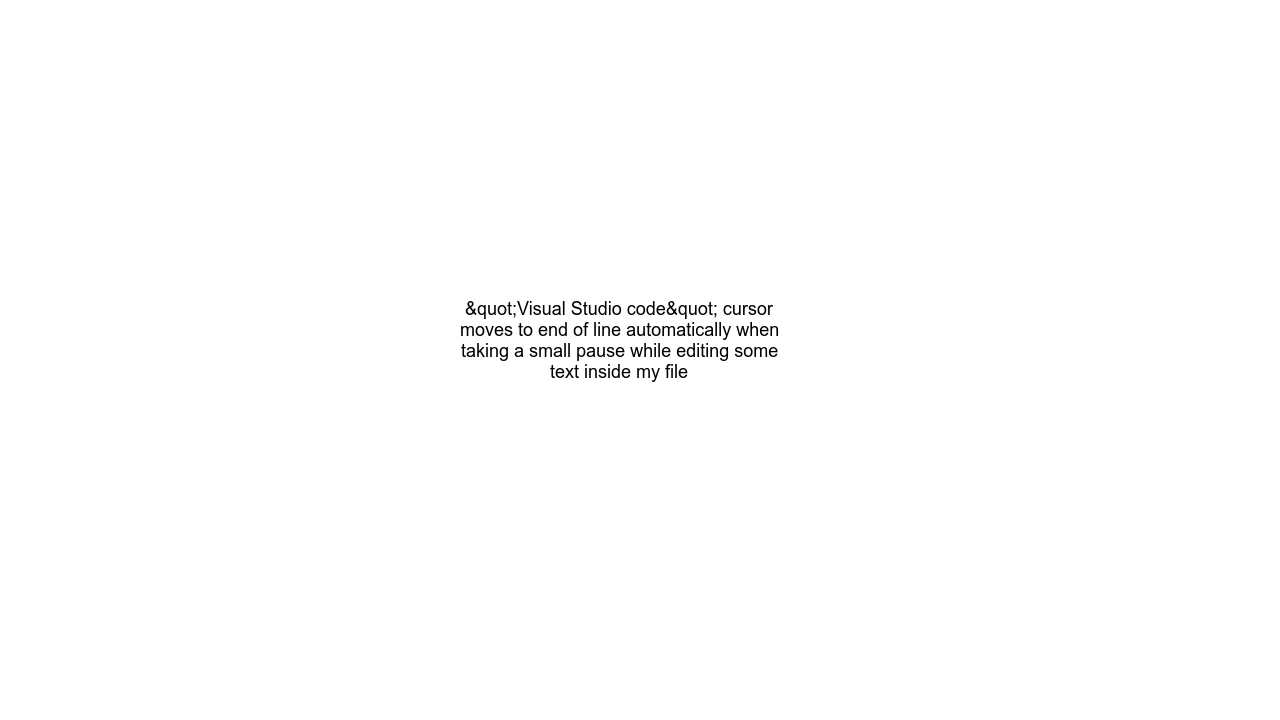 &quot;Visual Studio code&quot; cursor
moves to end of line automatically when
taking a small pause while editing some
text inside my file